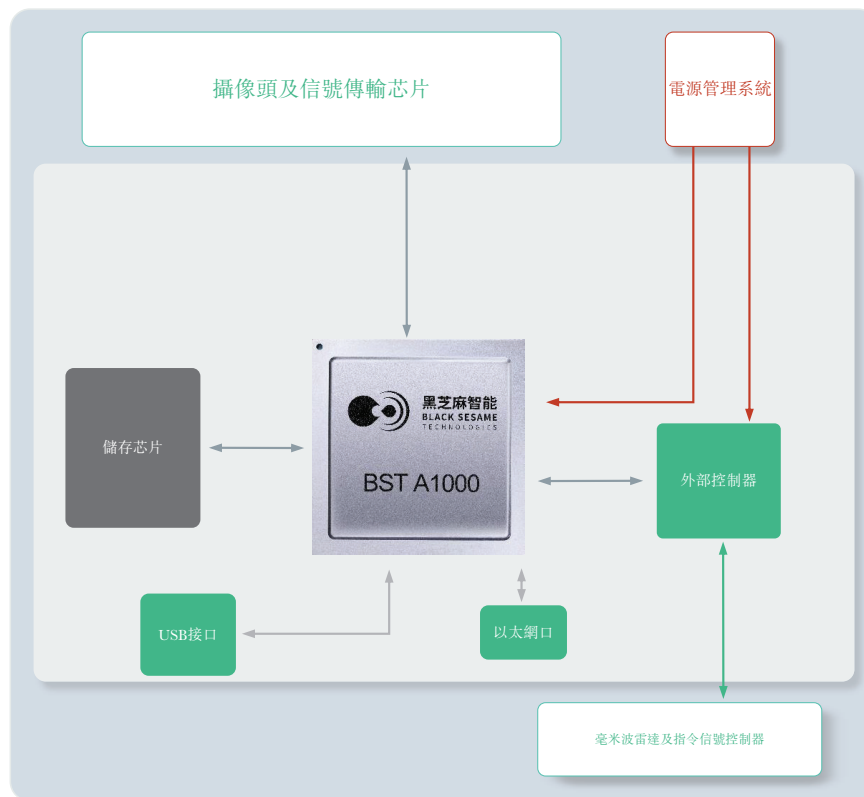 攝像頭及信號傳輸芯片
電源管理系統
黑芝麻智能
BLACK SESAME
TECHNOLOGIES
BST A1000
儲存芯片
外部控制器
USB接口
以太網口
毫米波雷達及指令信號控制器